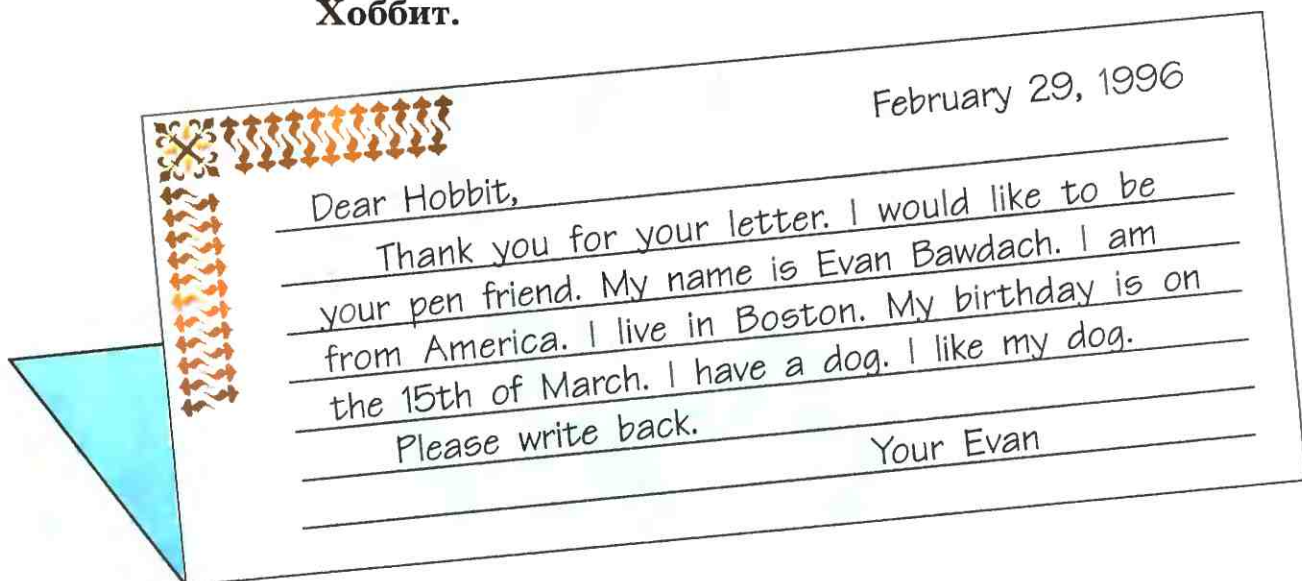 Хоббит.
February 29, 1996
Dear Hobbit,
Thank you for your letter. I would like to be
your pen friend. My name is Evan Bawdach. I am
from America. I live in Boston. My birthday is on
the 15th of March. I have a dog. I like my dog.
Please write back.
Your Evan